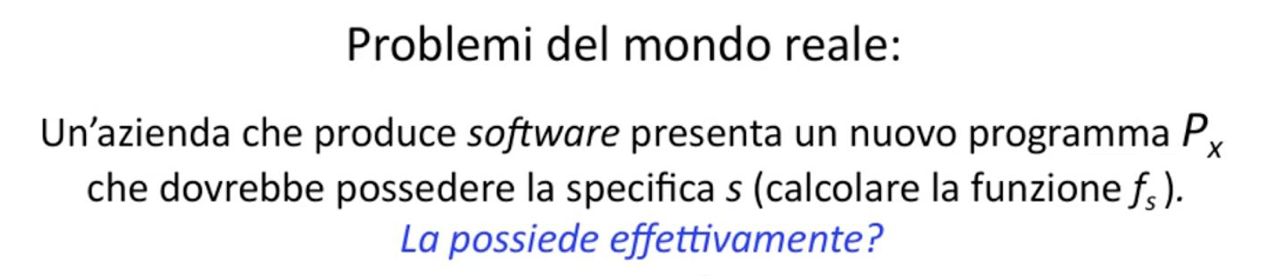 Problemi del mondo reale:
Un’azienda che produce software presenta un nuovo programma Px
che dovrebbe possedere la specifica s (calcolare la funzione fs).
La possiede effettivamente?